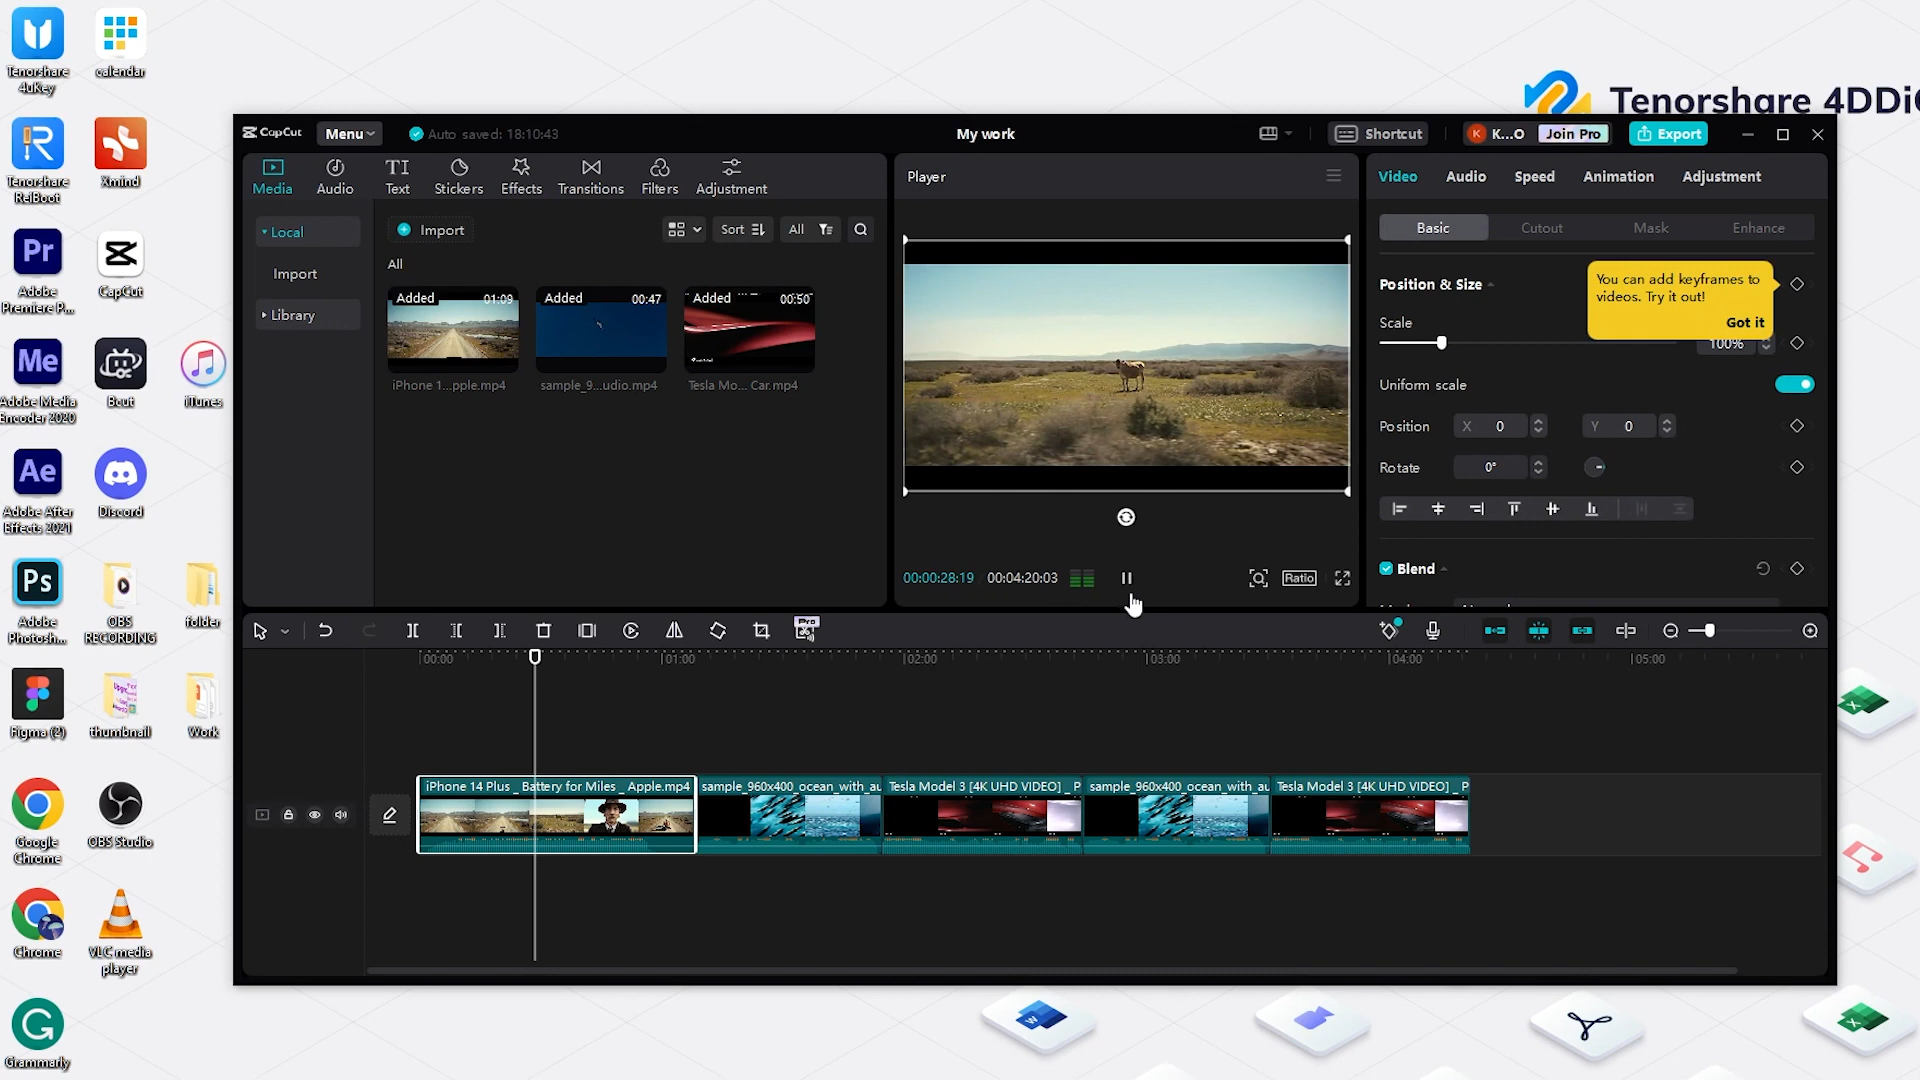 Tenorshare
4uKey
calendar
Tenorshare
ReiBoot
Xmind
Adobe
Premiere P...
CapCut
Adobe Media
Encoder 2020
Bcut
iTunes
Adobe After
Effects 2021
Discord
Adobe
Photosh...
OBS
RECORDING
folder
Figma (2)
thumbnail
Work
Google
Chrome
OBS Studio
Chrome
VLC media
player
Grammarly
Tenorshare 4DDiG
CapCut
Menu
Auto saved: 18:10:43
My work
Shortcut
K...O
Join Pro
Export
Media
Audio
Text
Stickers
Effects
Transitions
Filters
Adjustment
Local
Import
Library
Import
Sort
All
All
Added 01:09
iPhone 1...pple.mp4
Added 00:47
sample_9...udio.mp4
Added 00:50
Tesla Mo... Car.mp4
Player
00:00:28:19
00:04:20:03
Ratio
Video
Audio
Speed
Animation
Adjustment
Basic
Cutout
Mask
Enhance
Position & Size
You can add keyframes to
videos. Try it out!
Got it
Scale
100%
Uniform scale
Position X 0 Y 0
Rotate 0°
Blend
Pro
00:00
01:00
02:00
03:00
04:00
05:00
iPhone 14 Plus _ Battery for Miles _ Apple.mp4
sample_960x400_ocean_with_au
Tesla Model 3 [4K UHD VIDEO] _ P
sample_960x400_ocean_with_au
Tesla Model 3 [4K UHD VIDEO] _ P